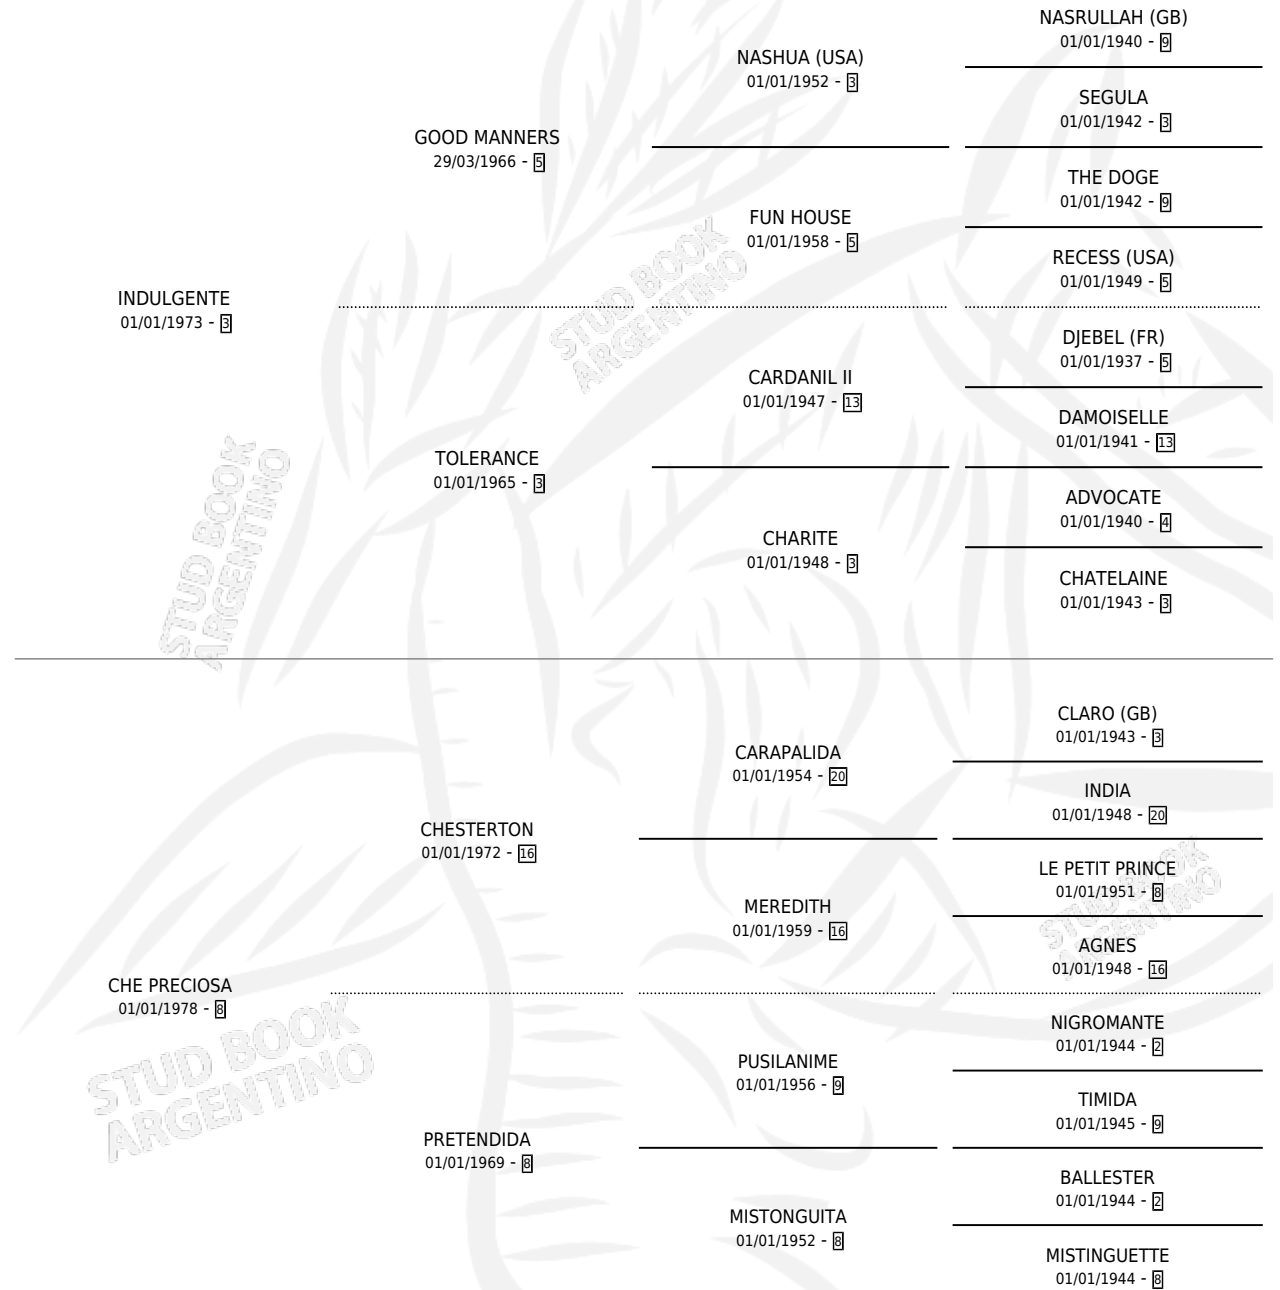 NASRULLAH (GB)
01/01/1940 - 9
NASHUA (USA)
01/01/1952 - 3
SEGULA
01/01/1942 - 3
GOOD MANNERS
29/03/1966 - 5
THE DOGE
01/01/1942 - 9
FUN HOUSE
01/01/1958 - 5
RECESS (USA)
01/01/1949 - 5
INDULGENTE
01/01/1973 - 3
DJEBEL (FR)
01/01/1937 - 5
CARDANIL II
01/01/1947 - 13
DAMOISELLE
01/01/1941 - 13
TOLERANCE
01/01/1965 - 3
ADVOCATE
01/01/1940 - 4
CHARITE
01/01/1948 - 3
CHATELAINE
01/01/1943 - 3
CLARO (GB)
01/01/1943 - 3
CARAPALIDA
01/01/1954 - 20
INDIA
01/01/1948 - 20
CHESTERTON
01/01/1972 - 16
LE PETIT PRINCE
01/01/1951 - 8
MEREDITH
01/01/1959 - 16
AGNES
01/01/1948 - 16
CHE PRECIOSA
01/01/1978 - 8
NIGROMANTE
01/01/1944 - 2
PUSILANIME
01/01/1956 - 9
TIMIDA
01/01/1945 - 9
PRETENDIDA
01/01/1969 - 8
BALLESTER
01/01/1944 - 2
MISTONGUITA
01/01/1952 - 8
MISTINGUETTE
01/01/1944 - 8
STUD BOOK
ARGENTINO
STUD BOOK
ARGENTINO
STUD BOOK
ARGENTINO
STUD BOOK
ARGENTINO